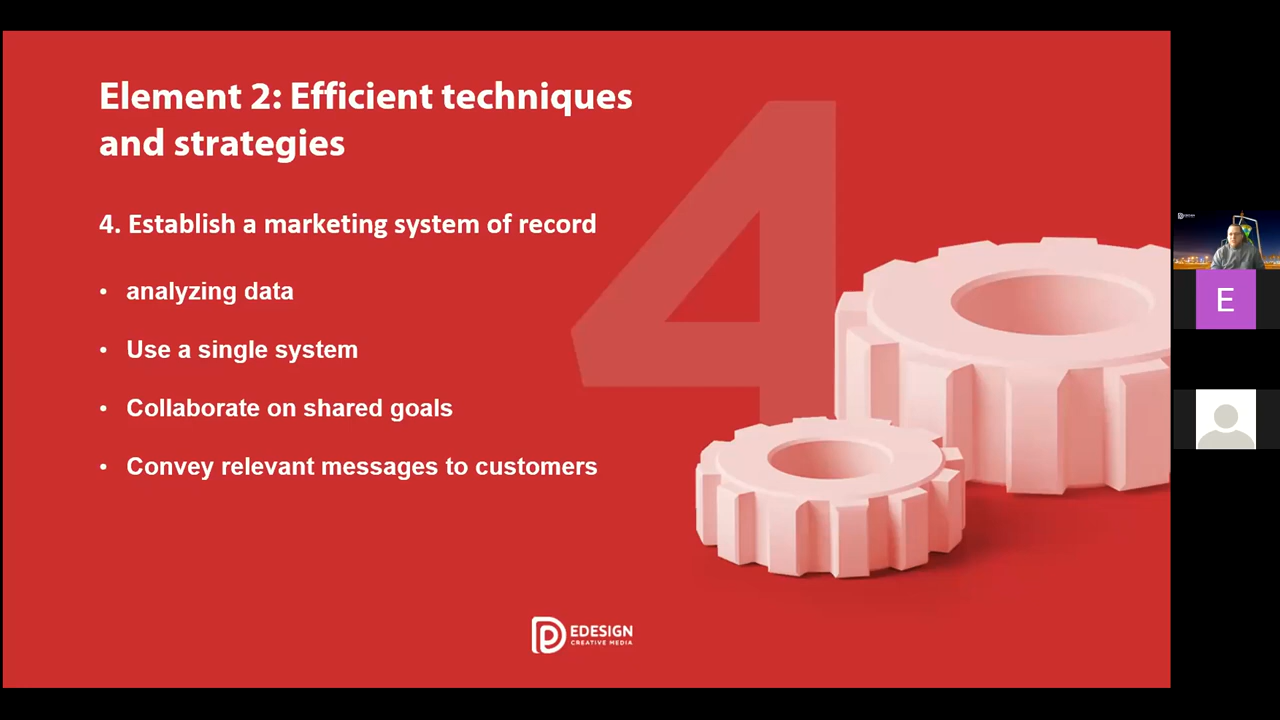 Element 2: Efficient techniques
and strategies
4. Establish a marketing system of record
• analyzing data
• Use a single system
• Collaborate on shared goals
• Convey relevant messages to customers
4
EDESIGN
CREATIVE MEDIA
E